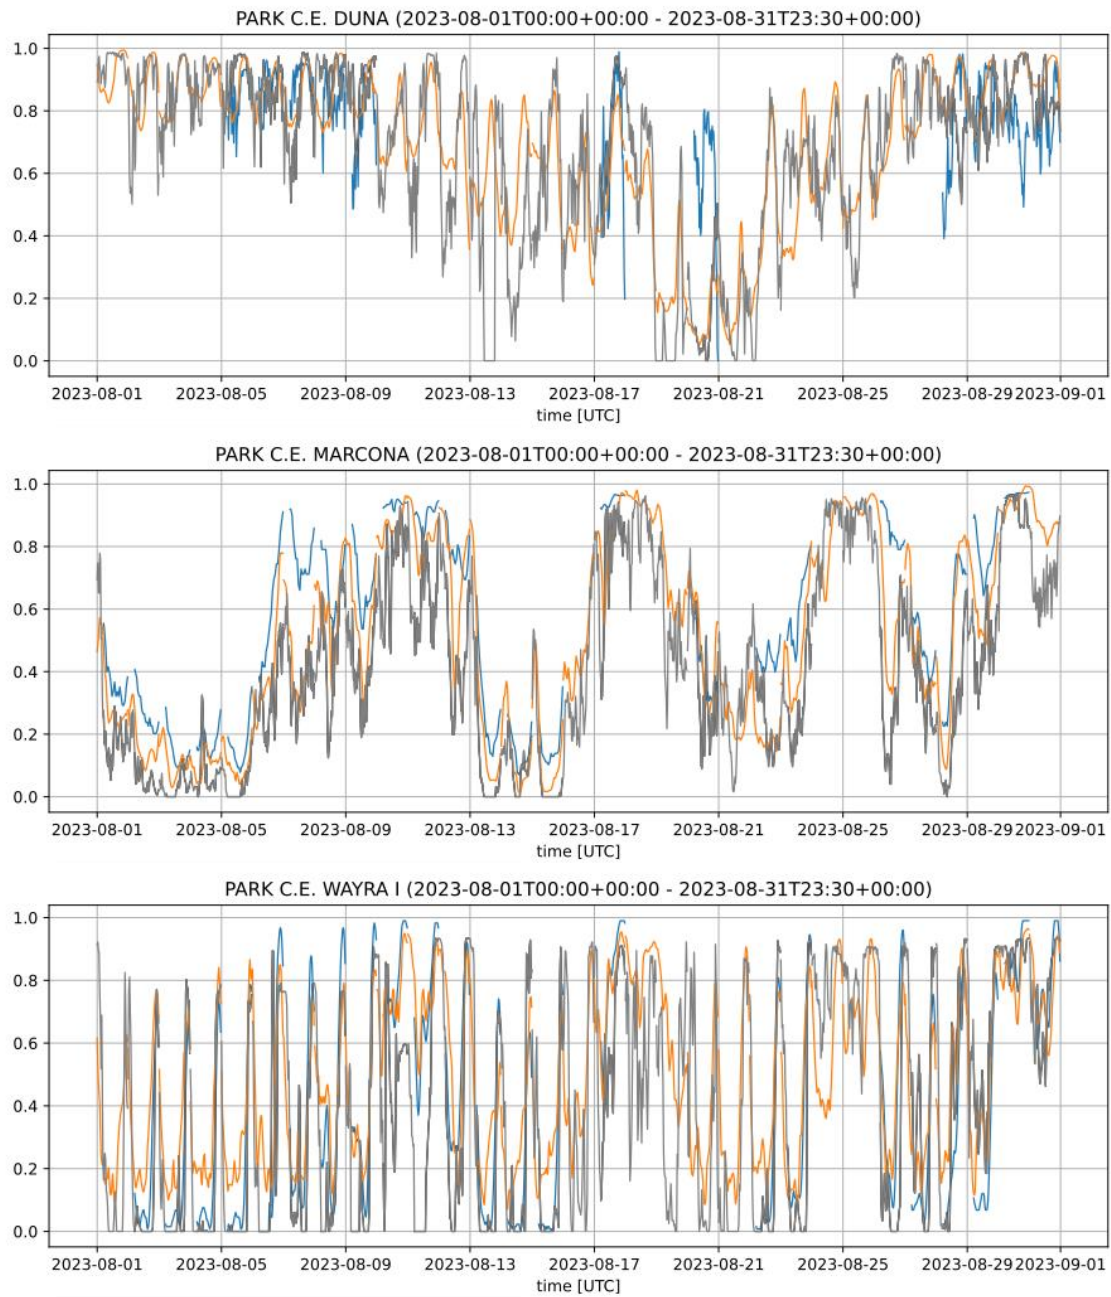 PARK C.E. DUNA (2023-08-01T00:00+00:00 - 2023-08-31T23:30+00:00)
1.0
0.8
0.6
0.4
0.2
0.0
2023-08-01 2023-08-05 2023-08-09 2023-08-13 2023-08-17 2023-08-21 2023-08-25 2023-08-29 2023-09-01
time [UTC]
PARK C.E. MARCONA (2023-08-01T00:00+00:00 - 2023-08-31T23:30+00:00)
1.0
0.8
0.6
0.4
0.2
0.0
2023-08-01 2023-08-05 2023-08-09 2023-08-13 2023-08-17 2023-08-21 2023-08-25 2023-08-29 2023-09-01
time [UTC]
PARK C.E. WAYRA I (2023-08-01T00:00+00:00 - 2023-08-31T23:30+00:00)
1.0
0.8
0.6
0.4
0.2
0.0
2023-08-01 2023-08-05 2023-08-09 2023-08-13 2023-08-17 2023-08-21 2023-08-25 2023-08-29 2023-09-01
time [UTC]